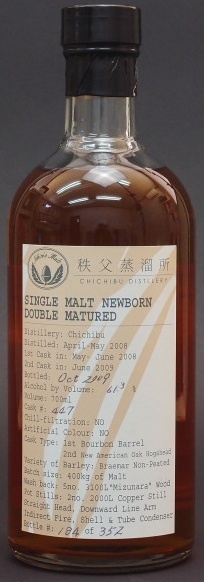 Ichiro's Malt
秩父蒸溜所
CHICHIBU DISTILLERY
SINGLE MALT NEWBORN
DOUBLE MATURED
Distillery: Chichibu
Distilled: April-May 2008
1st Cask in: May- June 2008
2nd Cask in: June 2009
Bottled: Oct 2009
Alcohol by Volume: 61.3 %
Volume: 700ml
Cask #: 447
Chill-filtration: NO
Artificial Colour: NO
Cask Type: 1st Bourbon Barrel
2nd New American Oak Hogshead
Variety of Barley: Braemar Non-Peated
Batch size: 400kg of Malt
Wash back: 5no. 3100L "Mizunara" Wood
Pot Stills: 2no. 2000L Copper Still
Straight Head, Downward Line Arm
Indirect Fire, Shell & Tube Condenser
Bottle #: 184 of 352